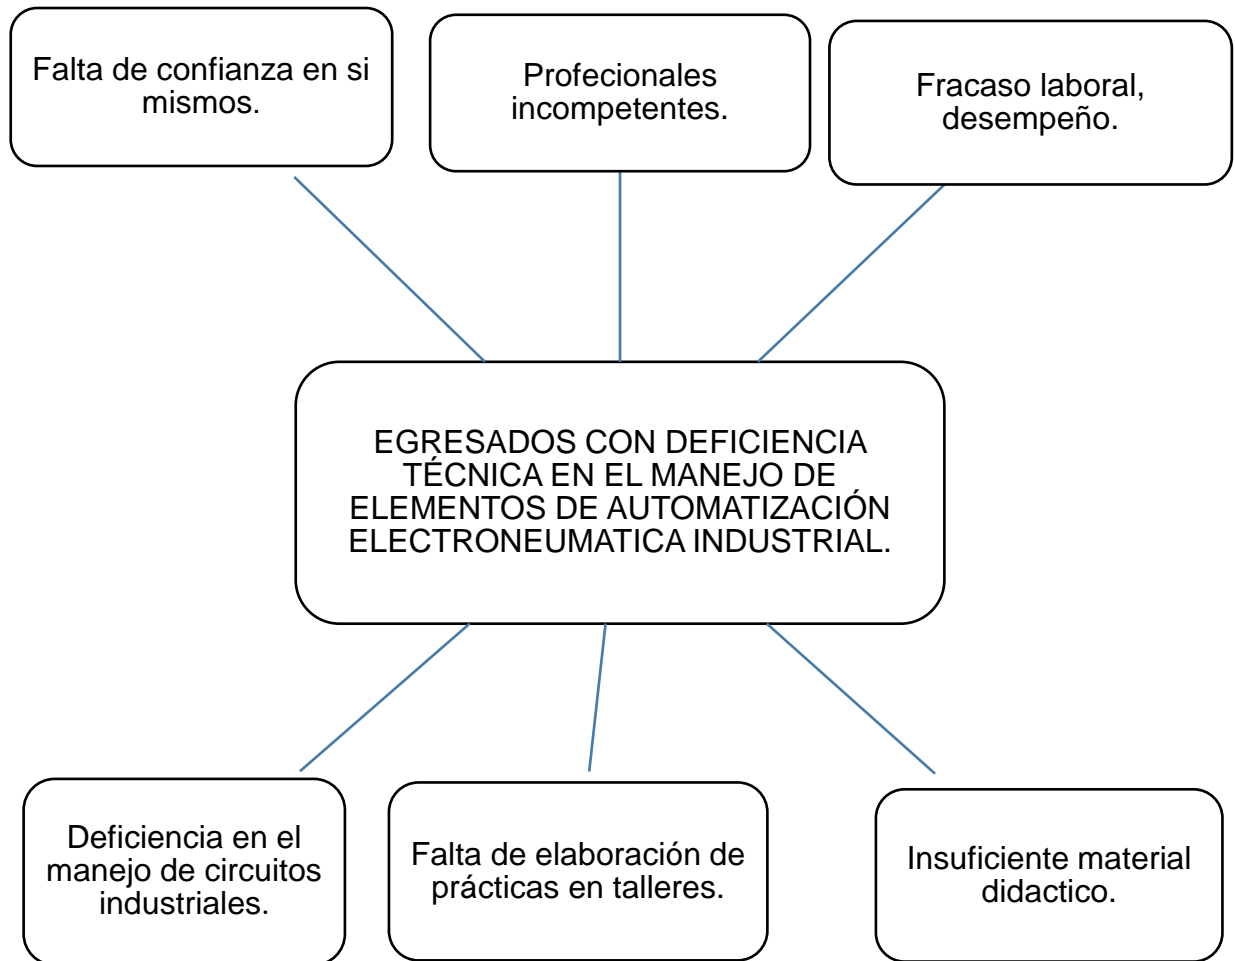 Falta de confianza en si
mismos.
Profecionales
incompetentes.
Fracaso laboral,
desempeño.
EGRESADOS CON DEFICIENCIA
TÉCNICA EN EL MANEJO DE
ELEMENTOS DE AUTOMATIZACIÓN
ELECTRONEUMATICA INDUSTRIAL.
Deficiencia en el
manejo de circuitos
industriales.
Falta de elaboración de
prácticas en talleres.
Insuficiente material
didactico.